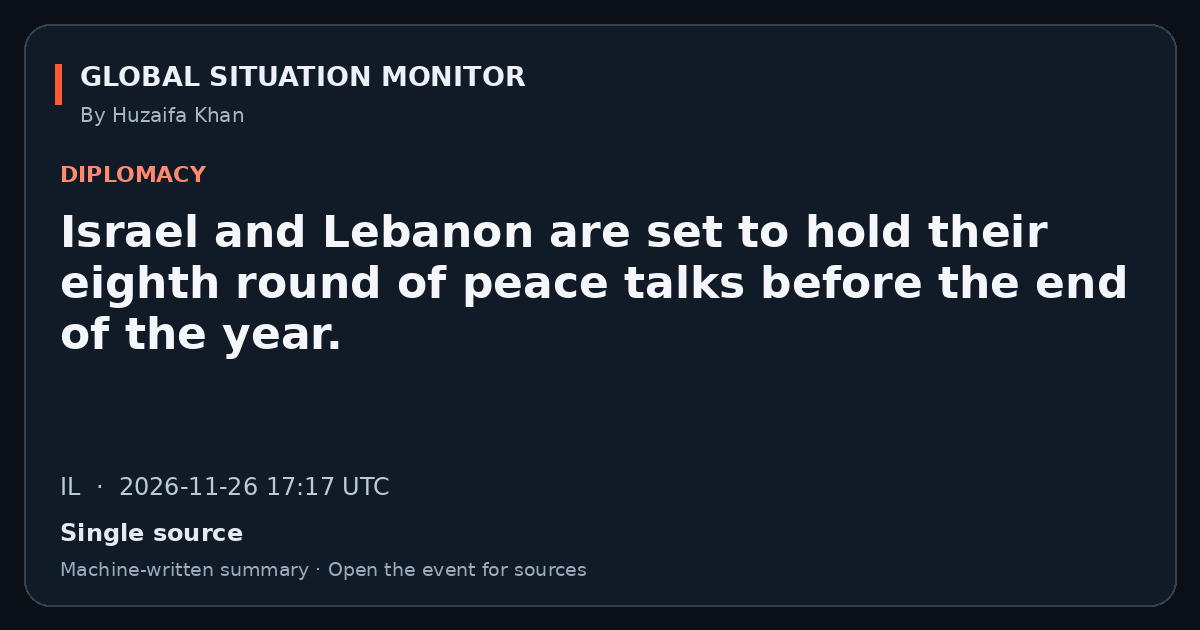 GLOBAL SITUATION MONITOR
By Huzaifa Khan
DIPLOMACY
Israel and Lebanon are set to hold their
eighth round of peace talks before the end
of the year.
IL · 2026-11-26 17:17 UTC
Single source
Machine-written summary · Open the event for sources